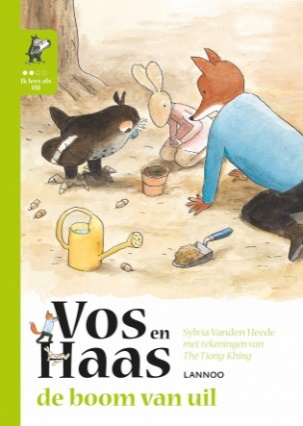 Ik lees als
Uil
Vos en
Haas
Sylvia Vanden Heede
met tekeningen van
Thé Tjong-Khing
LANNOO
de boom van uil